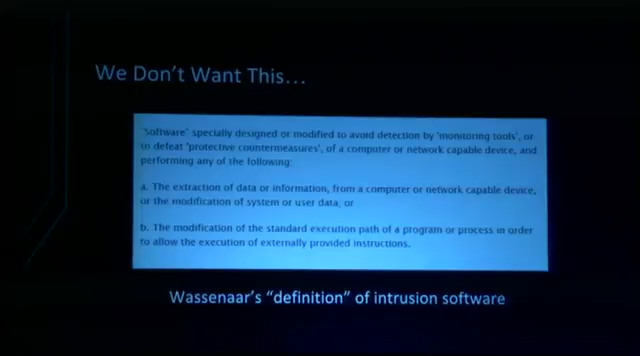 We Don't Want This...
'Software' specially designed or modified to avoid detection by 'monitoring tools', or
to defeat 'protective countermeasures', of a computer or network capable device, and
performing any of the following:
a. The extraction of data or information, from a computer or network capable device,
or the modification of system or user data; or
b. The modification of the standard execution path of a program or process in order
to allow the execution of externally provided instructions.
Wassenaar's "definition" of intrusion software